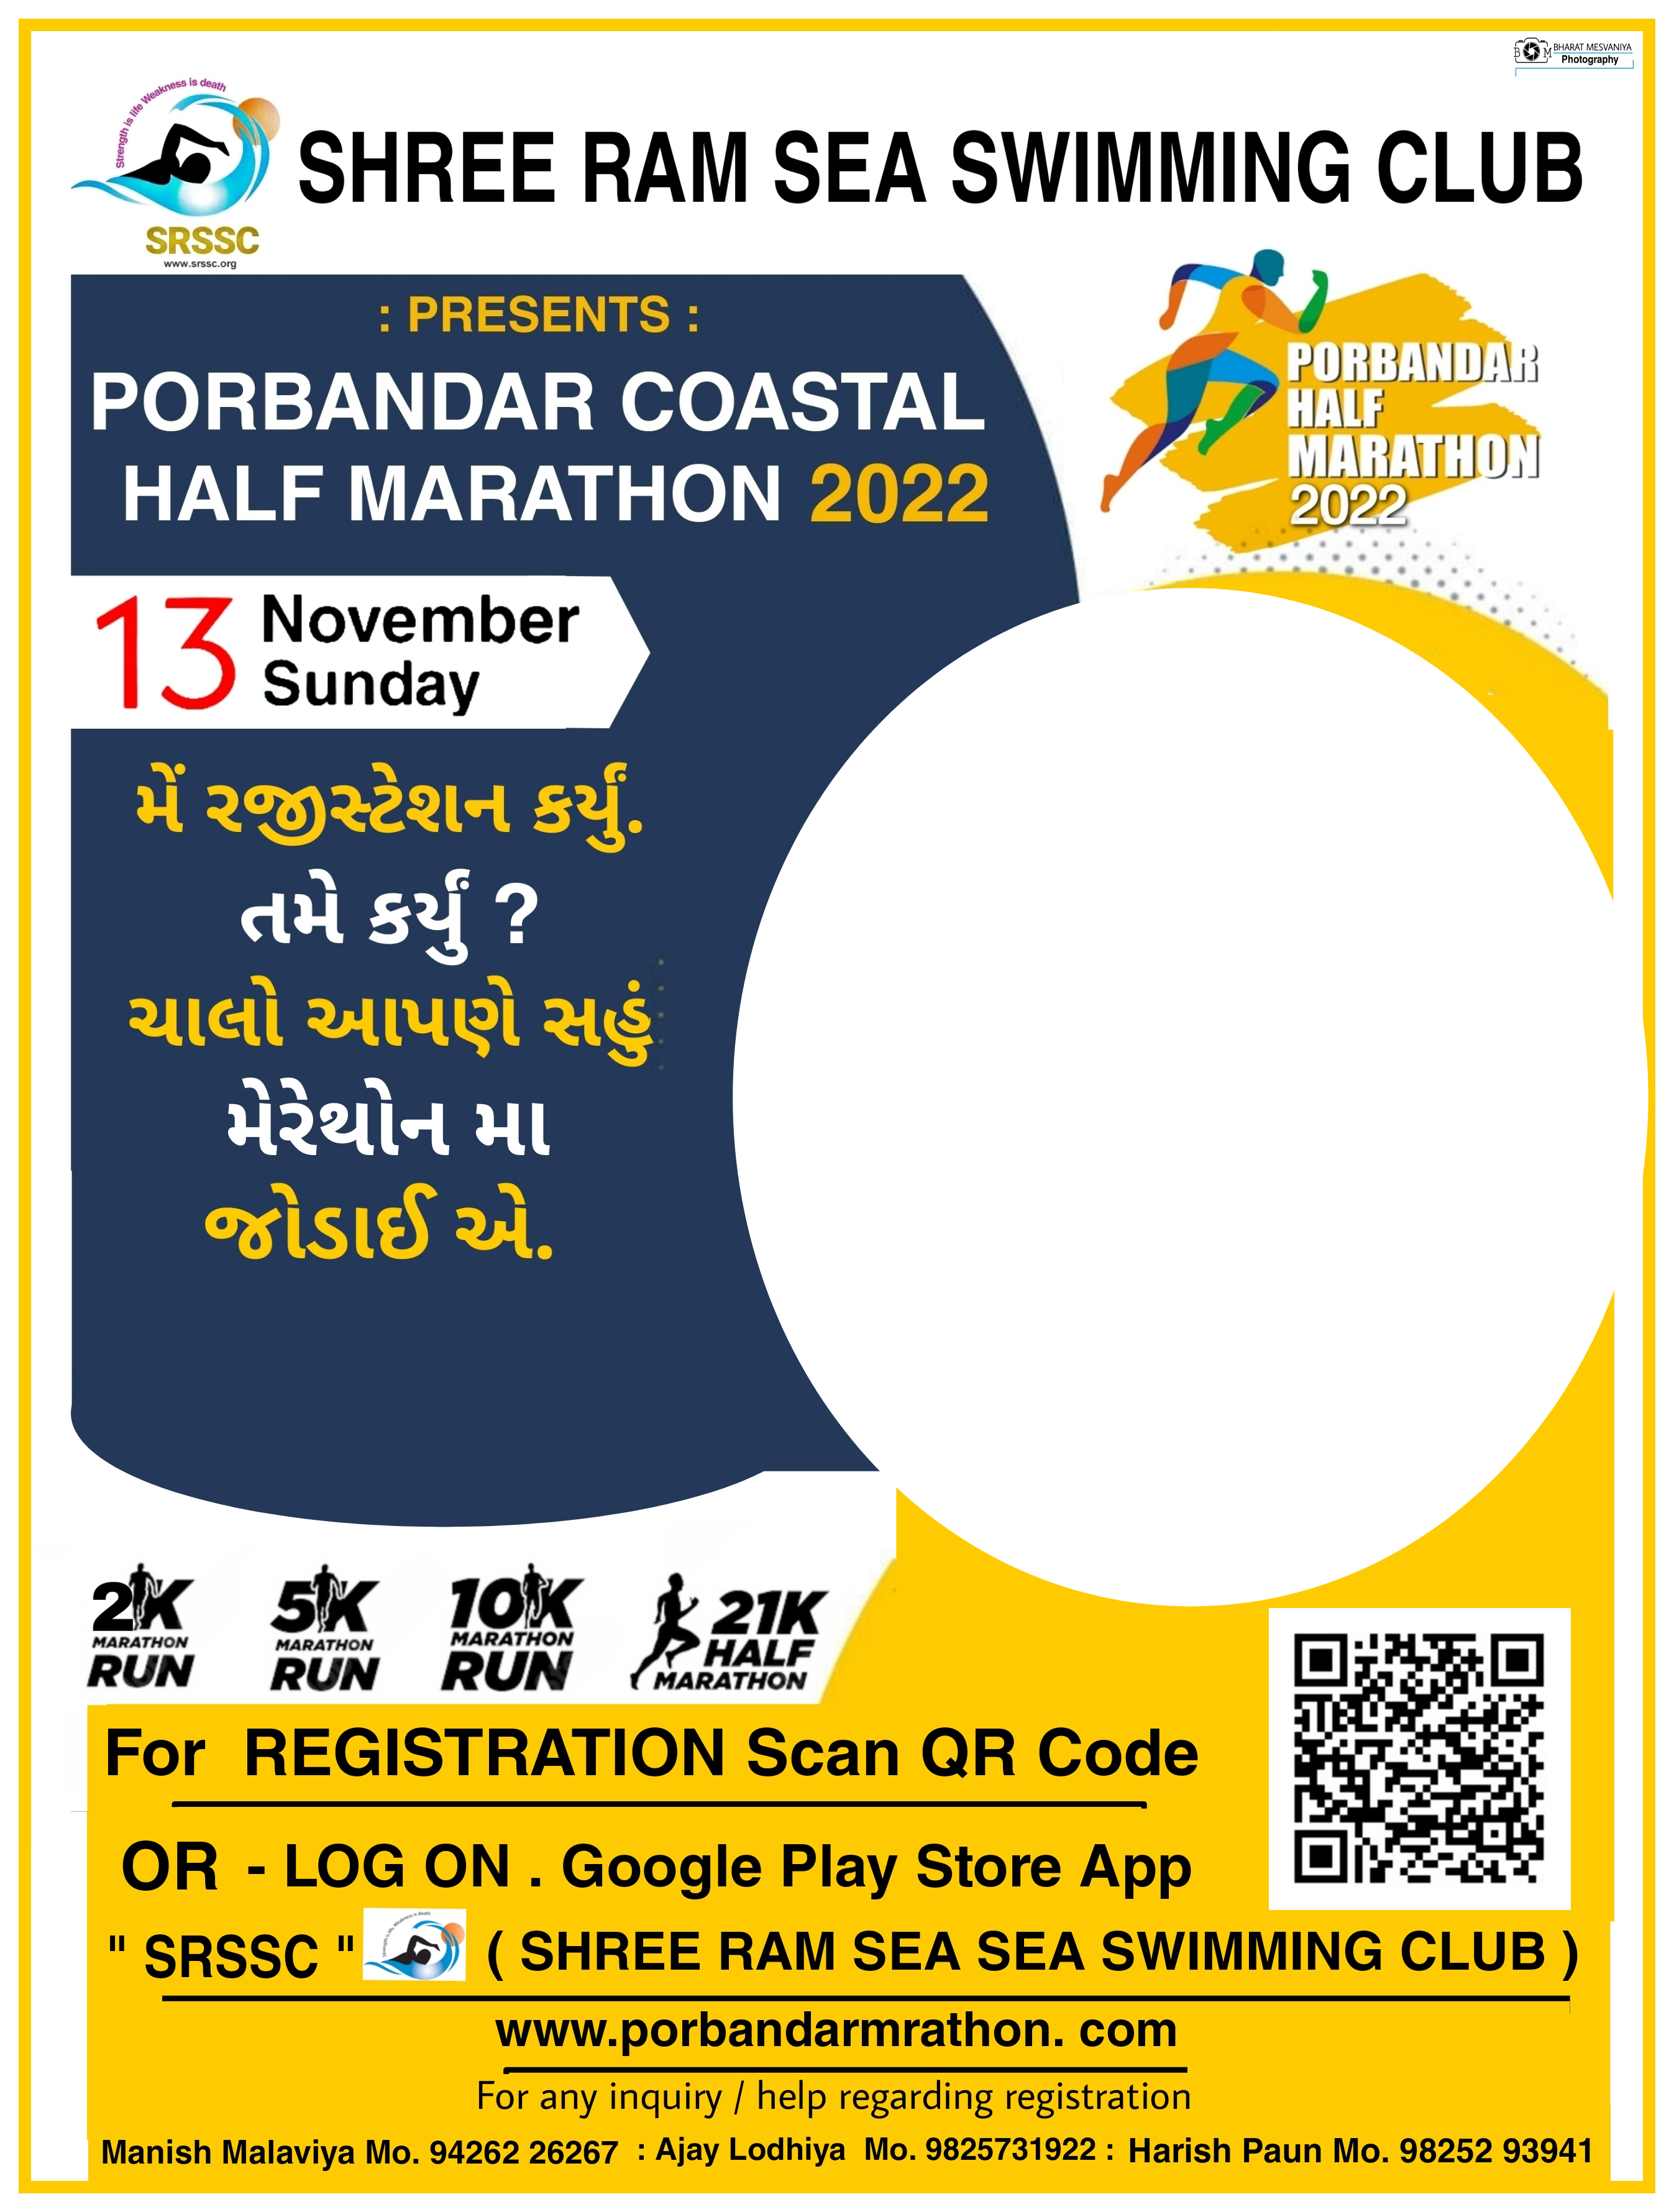 BHARAT MESVANIYA
Photography
Strength is life Weakness is death
SRSSC
www.srssc.org
SHREE RAM SEA SWIMMING CLUB
: PRESENTS :
PORBANDAR COASTAL
HALF MARATHON 2022
PORBANDAR
HALF
MARATHON
2022
13 November
Sunday
મેં રજીસ્ટેશન કર્યું.
તમે કર્યું ?
ચાલો આપણે સહું
મેરેથોન મા
જોડાઈ એ.
2K
MARATHON
RUN
5K
MARATHON
RUN
10K
MARATHON
RUN
21K
HALF
MARATHON
For REGISTRATION Scan QR Code
OR - LOG ON . Google Play Store App
" SRSSC " ( SHREE RAM SEA SEA SWIMMING CLUB )
www.porbandarmrathon. com
For any inquiry / help regarding registration
Manish Malaviya Mo. 94262 26267 : Ajay Lodhiya Mo. 9825731922 : Harish Paun Mo. 98252 93941